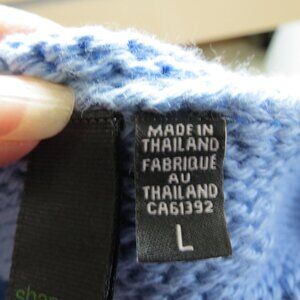 MADE IN
THAILAND
FABRIQUÉ
AU
THAILAND
CA61392
L